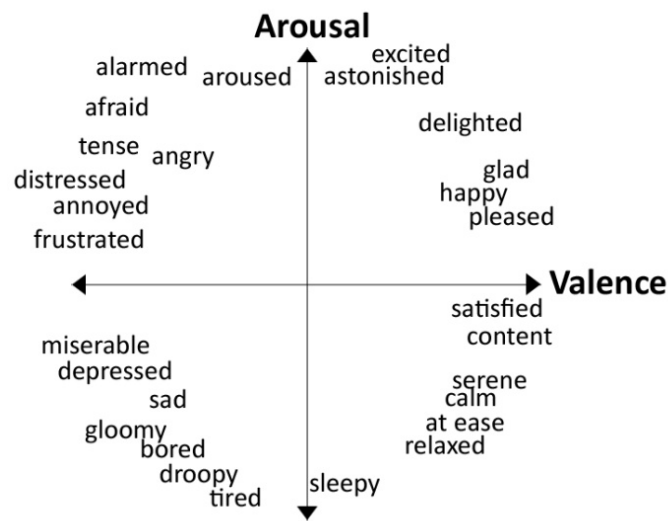 Arousal
excited
alarmed
aroused
astonished
afraid
delighted
tense
angry
glad
distressed
happy
annoyed
pleased
frustrated
Valence
satisfied
content
miserable
depressed
serene
sad
calm
at ease
gloomy
relaxed
bored
droopy
sleepy
tired